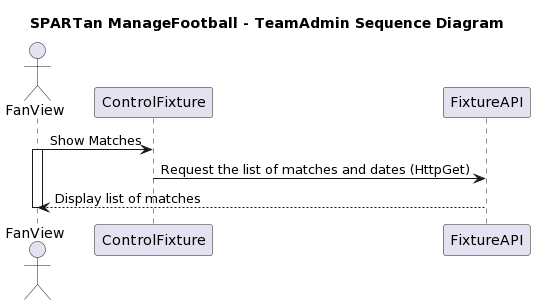 SPARTan ManageFootball - TeamAdmin Sequence Diagram
FanView
ControlFixture
FixtureAPI
Show Matches
Request the list of matches and dates (HttpGet)
Display list of matches
FanView
ControlFixture
FixtureAPI